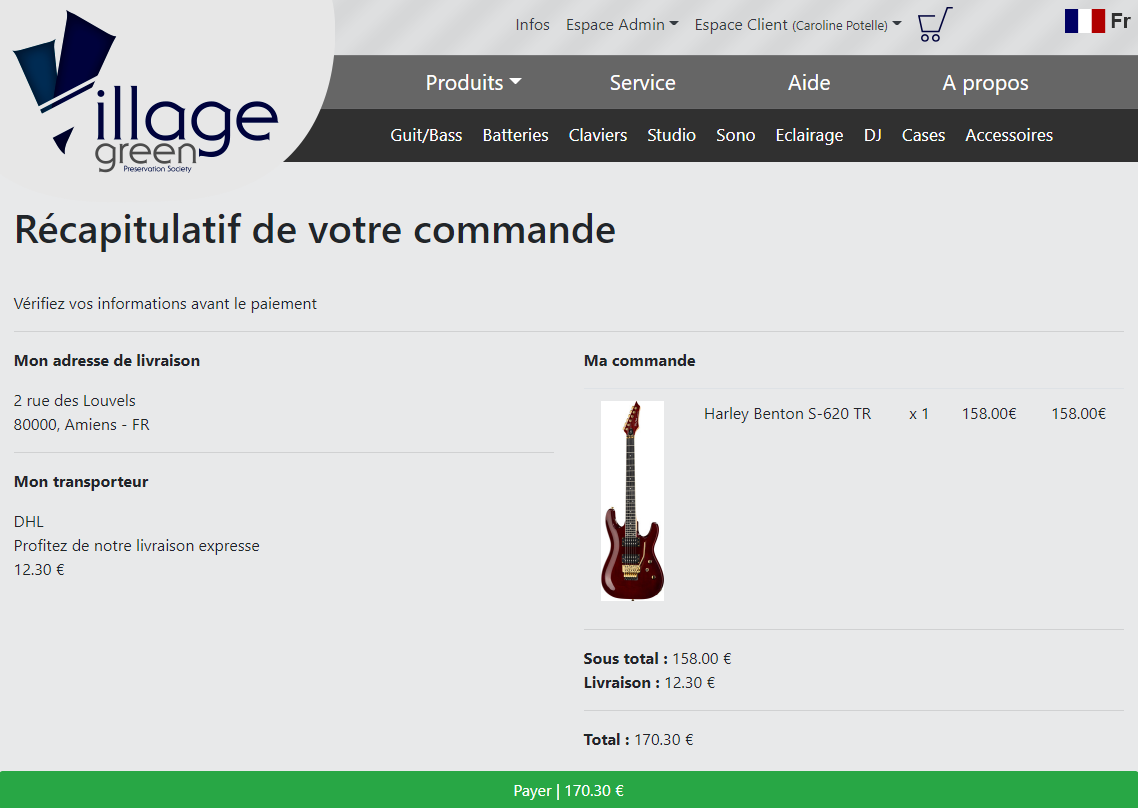 Infos Espace Admin Espace Client (Caroline Potelle) Fr
Village
green
Preservation Society
Produits Service Aide A propos
Guit/Bass Batteries Claviers Studio Sono Eclairage DJ Cases Accessoires
Récapitulatif de votre commande
Vérifiez vos informations avant le paiement
Mon adresse de livraison
2 rue des Louvels
80000, Amiens - FR
Mon transporteur
DHL
Profitez de notre livraison expresse
12.30 €
Ma commande
Harley Benton S-620 TR x 1 158.00€ 158.00€
Sous total : 158.00 €
Livraison : 12.30 €
Total : 170.30 €
Payer | 170.30 €